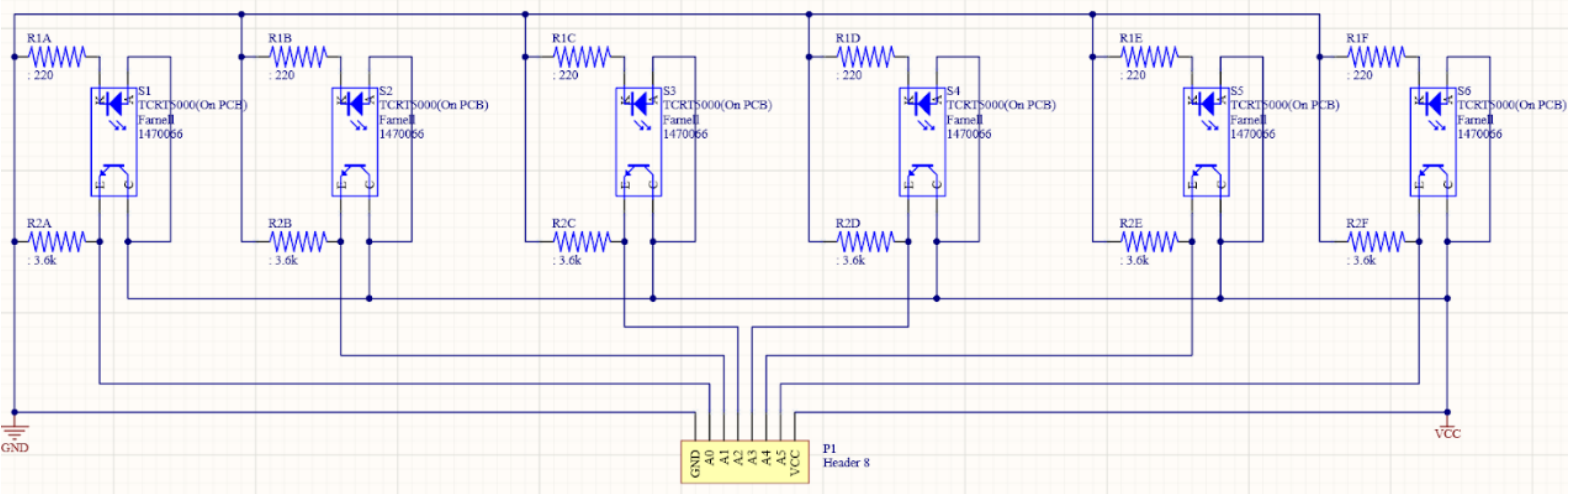 R1A
: 220
K A
S1
TCRT5000(On PCB)
Farnell
1470066
E C
R2A
: 3.6k
R1B
: 220
K A
S2
TCRT5000(On PCB)
Farnell
1470066
E C
R2B
: 3.6k
R1C
: 220
K A
S3
TCRT5000(On PCB)
Farnell
1470066
E C
R2C
: 3.6k
R1D
: 220
K A
S4
TCRT5000(On PCB)
Farnell
1470066
E C
R2D
: 3.6k
R1E
: 220
K A
S5
TCRT5000(On PCB)
Farnell
1470066
E C
R2E
: 3.6k
R1F
: 220
K A
S6
TCRT5000(On PCB)
Farnell
1470066
E C
R2F
: 3.6k
GND
GND
A0
A1
A2
A3
A4
A5
VCC
P1
Header 8
VCC